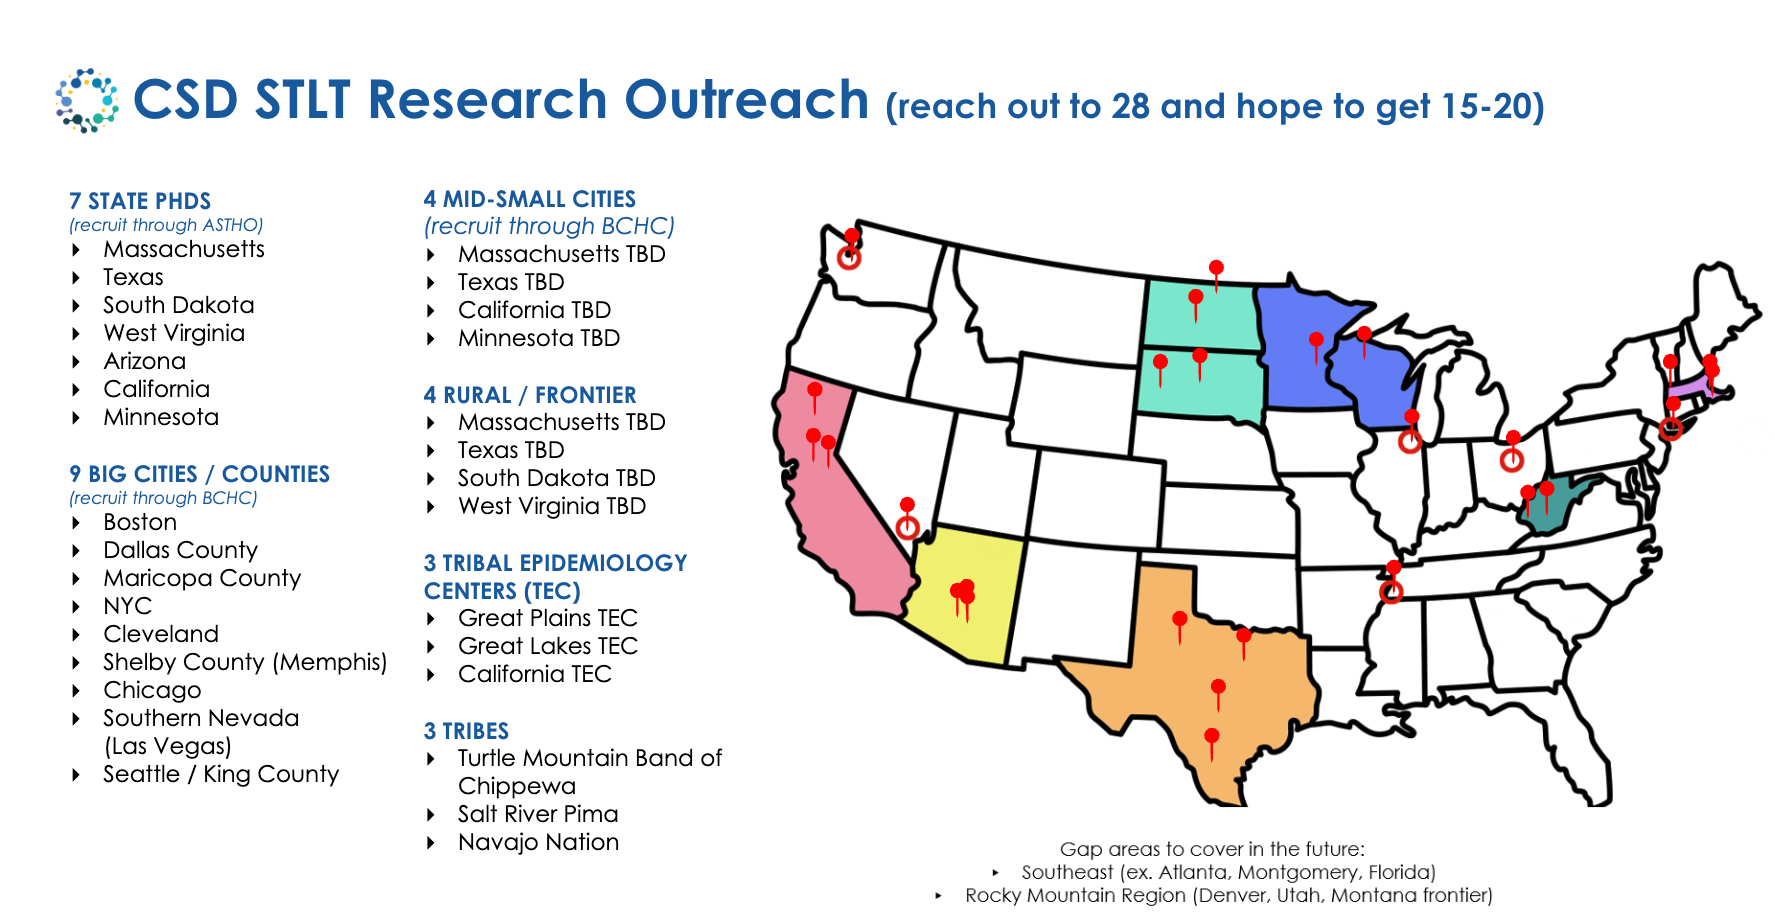 CSD STLT Research Outreach (reach out to 28 and hope to get 15-20)
7 STATE PHDS
(recruit through ASTHO)
Massachusetts
Texas
South Dakota
West Virginia
Arizona
California
Minnesota
9 BIG CITIES / COUNTIES
(recruit through BCHC)
Boston
Dallas County
Maricopa County
NYC
Cleveland
Shelby County (Memphis)
Chicago
Southern Nevada
(Las Vegas)
Seattle / King County
4 MID-SMALL CITIES
(recruit through BCHC)
Massachusetts TBD
Texas TBD
California TBD
Minnesota TBD
4 RURAL / FRONTIER
Massachusetts TBD
Texas TBD
South Dakota TBD
West Virginia TBD
3 TRIBAL EPIDEMIOLOGY
CENTERS (TEC)
Great Plains TEC
Great Lakes TEC
California TEC
3 TRIBES
Turtle Mountain Band of
Chippewa
Salt River Pima
Navajo Nation
Gap areas to cover in the future:
Southeast (ex. Atlanta, Montgomery, Florida)
Rocky Mountain Region (Denver, Utah, Montana frontier)